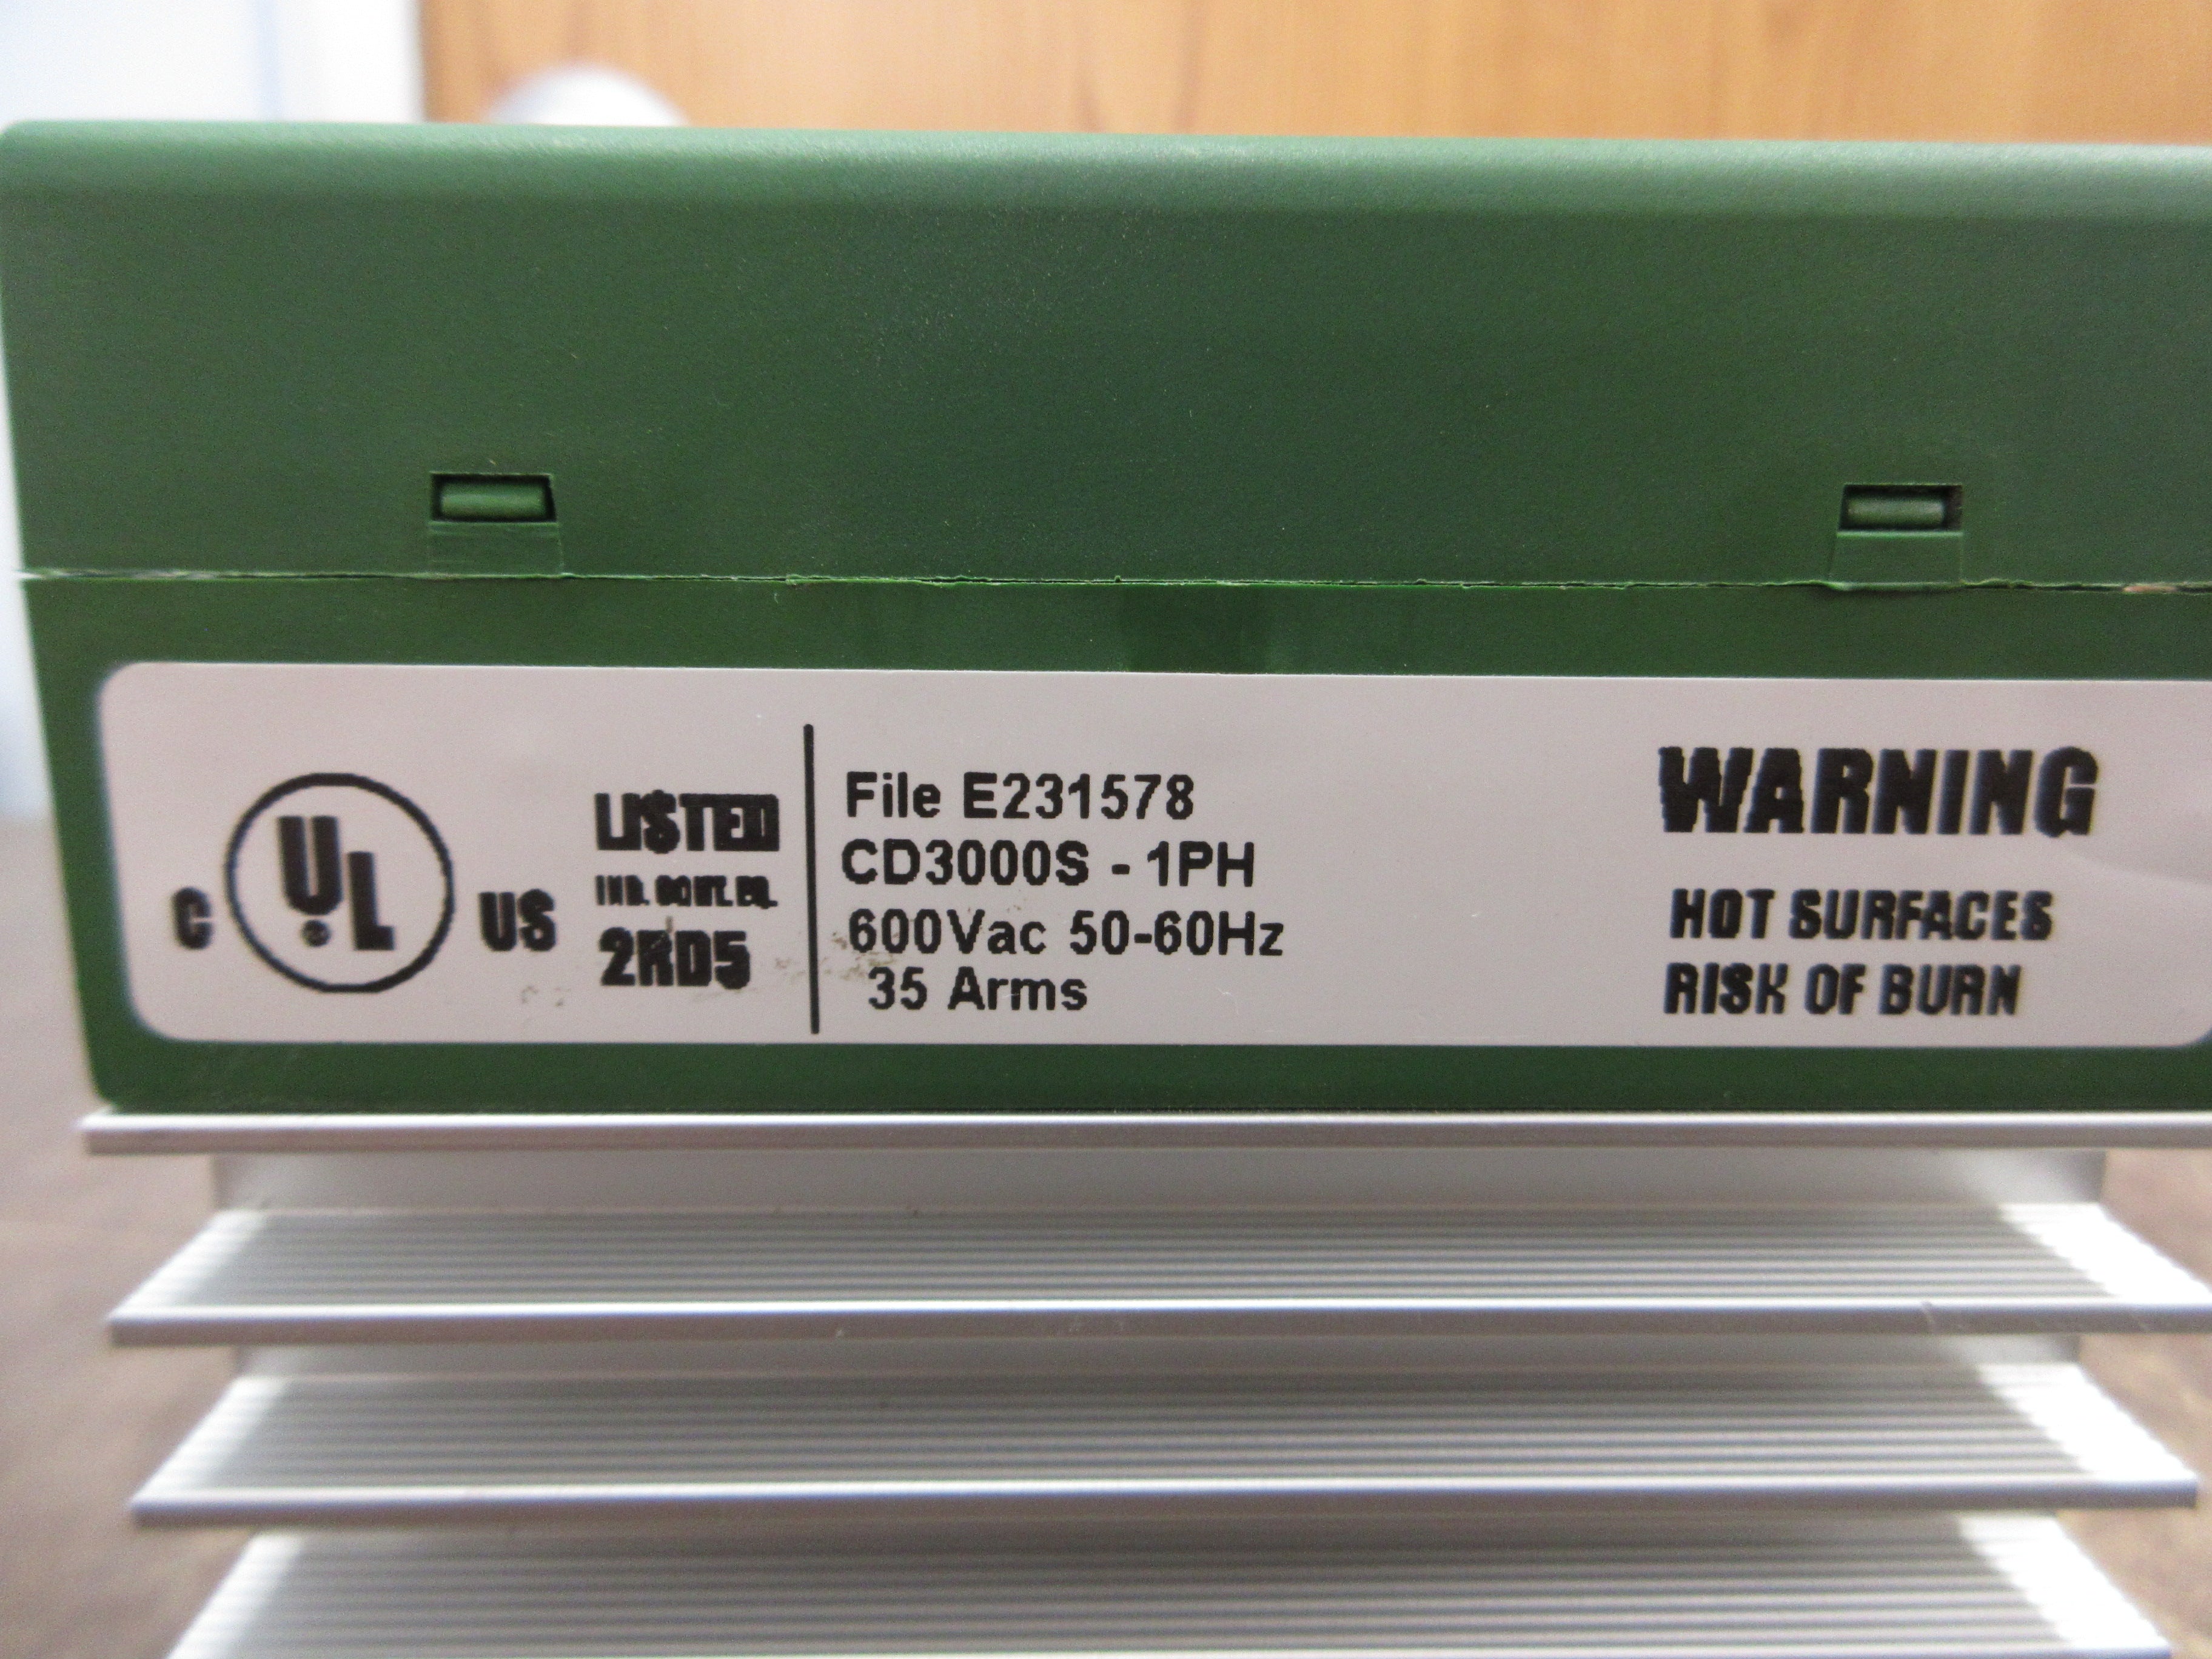 C UL US
LISTED
IND. CONT. EQ.
2RD5
File E231578
CD3000S - 1PH
600Vac 50-60Hz
35 Arms
WARNING
HOT SURFACES
RISK OF BURN